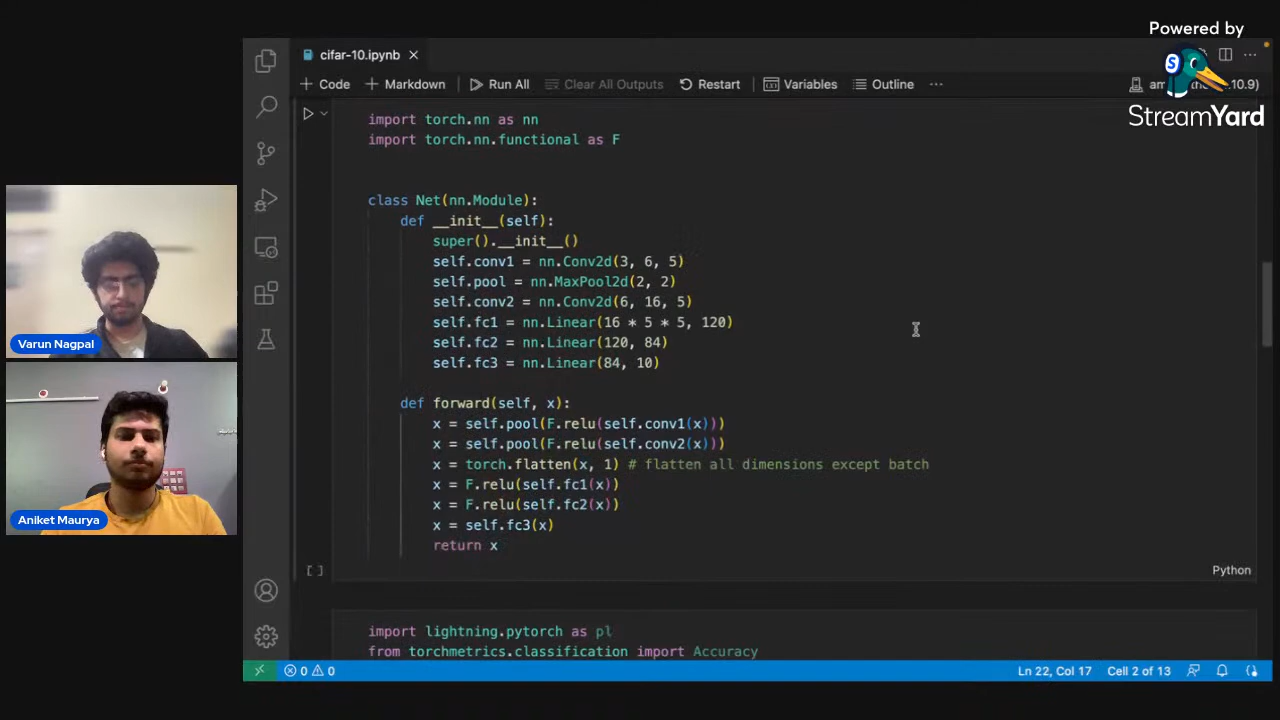 Powered by
StreamYard
cifar-10.ipynb
Code
Markdown
Run All
Clear All Outputs
Restart
Variables
Outline
10.9)
import torch.nn as nn
import torch.nn.functional as F
class Net(nn.Module):
def __init__(self):
super().__init__()
self.conv1 = nn.Conv2d(3, 6, 5)
self.pool = nn.MaxPool2d(2, 2)
self.conv2 = nn.Conv2d(6, 16, 5)
self.fc1 = nn.Linear(16 * 5 * 5, 120)
self.fc2 = nn.Linear(120, 84)
self.fc3 = nn.Linear(84, 10)
def forward(self, x):
x = self.pool(F.relu(self.conv1(x)))
x = self.pool(F.relu(self.conv2(x)))
x = torch.flatten(x, 1) # flatten all dimensions except batch
x = F.relu(self.fc1(x))
x = F.relu(self.fc2(x))
x = self.fc3(x)
return x
[ ]
Python
import lightning.pytorch as pl
from torchmetrics.classification import Accuracy
0 0
Ln 22, Col 17
Cell 2 of 13
Varun Nagpal
Aniket Maurya